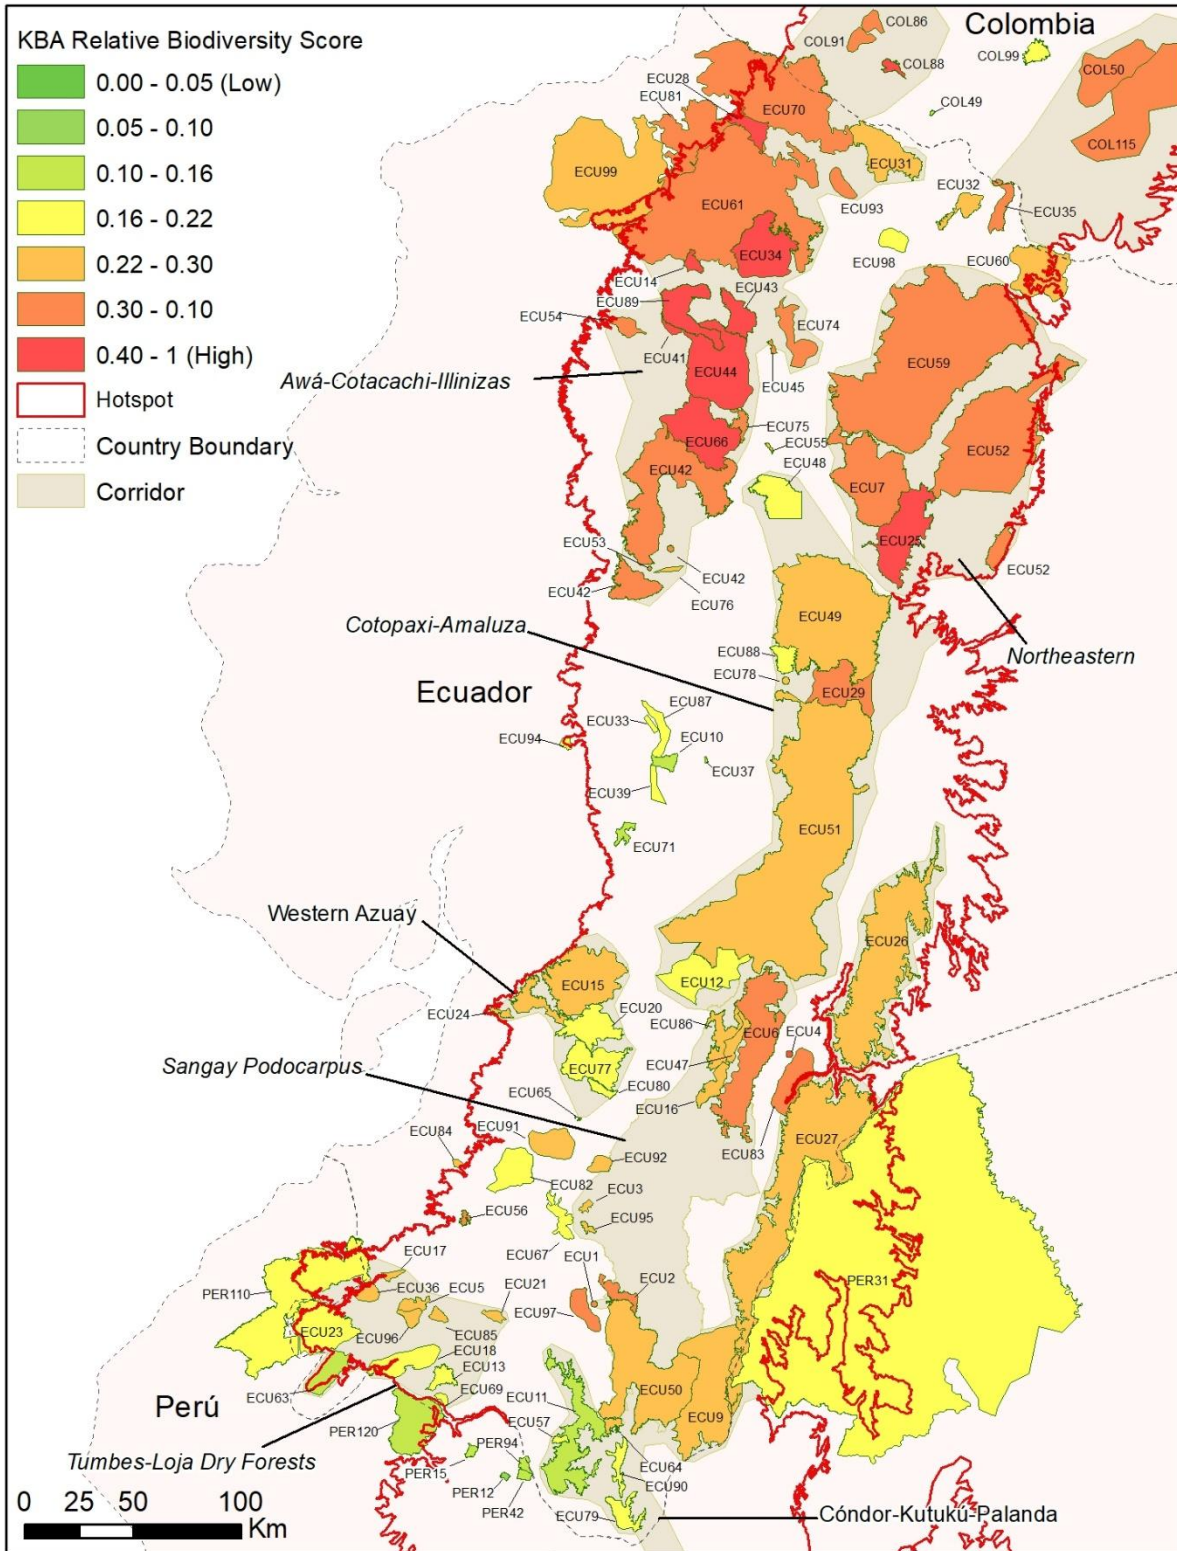 KBA Relative Biodiversity Score
0.00 - 0.05 (Low)
0.05 - 0.10
0.10 - 0.16
0.16 - 0.22
0.22 - 0.30
0.30 - 0.10
0.40 - 1 (High)
Hotspot
Country Boundary
Corridor
Colombia
COL86
COL91
COL99
COL88
COL50
ECU28
ECU81
ECU70
COL49
COL115
ECU99
ECU31
ECU32
ECU61
ECU93
ECU35
ECU34
ECU98
ECU60
ECU14
ECU43
ECU89
ECU54
ECU74
ECU41
ECU59
ECU44
ECU45
Awá-Cotacachi-Illinizas
ECU75
ECU66
ECU55
ECU52
ECU42
ECU48
ECU7
ECU25
ECU53
ECU42
ECU52
ECU42
ECU76
ECU49
Cotopaxi-Amaluza
ECU88
Northeastern
ECU78
ECU29
Ecuador
ECU87
ECU33
ECU94
ECU10
ECU37
ECU39
ECU51
ECU71
Western Azuay
ECU26
ECU15
ECU12
ECU24
ECU20
ECU86
ECU6
ECU4
Sangay Podocarpus
ECU77
ECU47
ECU80
ECU65
ECU16
ECU91
ECU27
ECU84
ECU92
ECU83
ECU82
ECU3
ECU56
ECU95
ECU67
ECU17
ECU1
ECU2
PER31
PER110
ECU36
ECU5
ECU21
ECU97
ECU23
ECU96
ECU85
ECU18
ECU13
ECU63
ECU69
ECU11
ECU50
ECU9
Perú
PER120
ECU57
PER94
Tumbes-Loja Dry Forests
PER15
ECU64
PER12
ECU90
PER42
ECU79
Cóndor-Kutukú-Palanda
0 25 50 100
Km